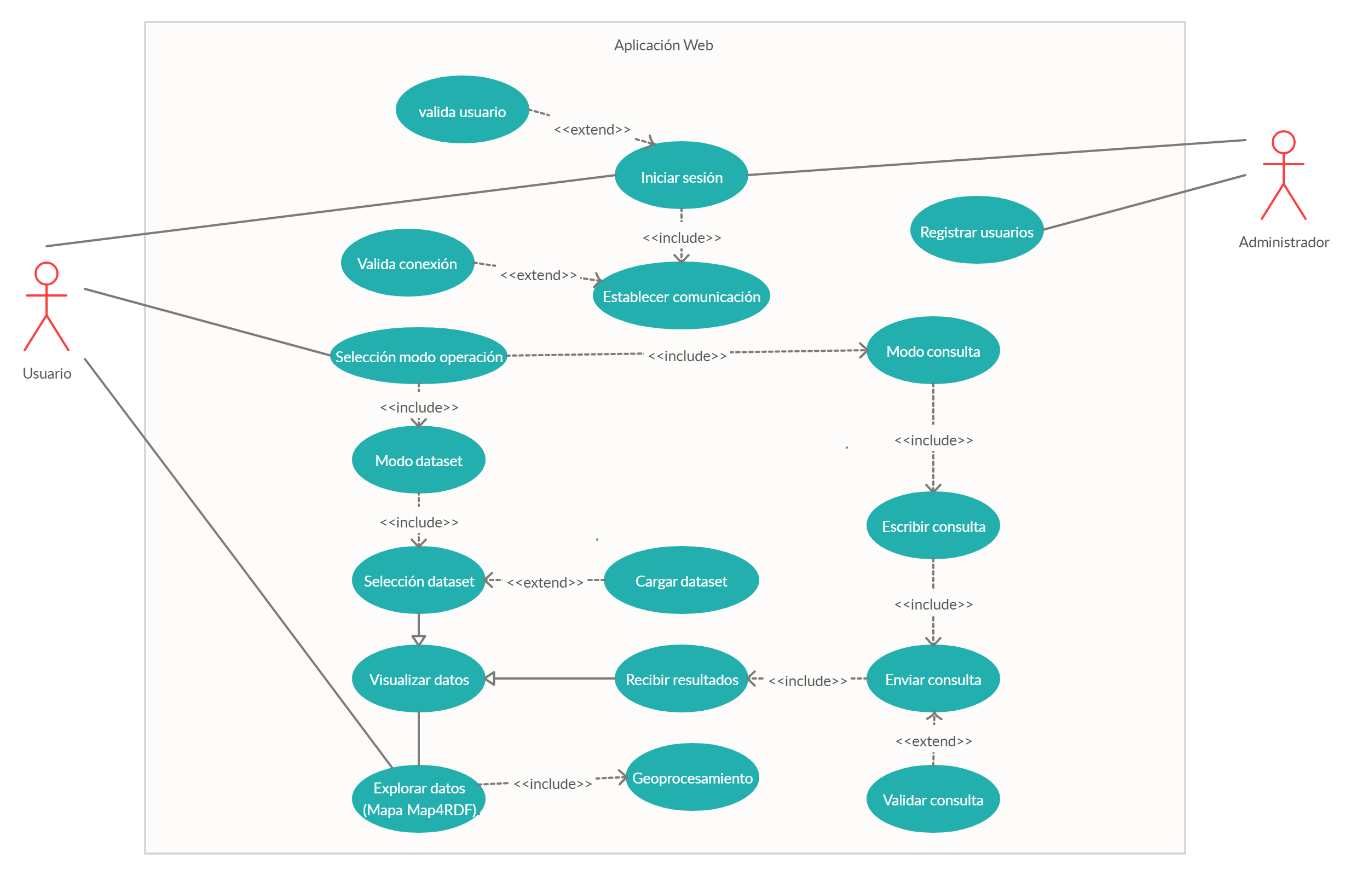 Aplicación Web
valida usuario
<<extend>>
Iniciar sesión
<<include>>
Registrar usuarios
Administrador
Valida conexión
<<extend>>
Establecer comunicación
Usuario
Selección modo operación
<<include>>
Modo consulta
<<include>>
Modo dataset
<<include>>
<<include>>
Escribir consulta
Selección dataset
<<extend>>
Cargar dataset
<<include>>
Visualizar datos
Recibir resultados
<<include>>
Enviar consulta
<<extend>>
Explorar datos
(Mapa Map4RDF).
<<include>>
Geoprocesamiento
Validar consulta